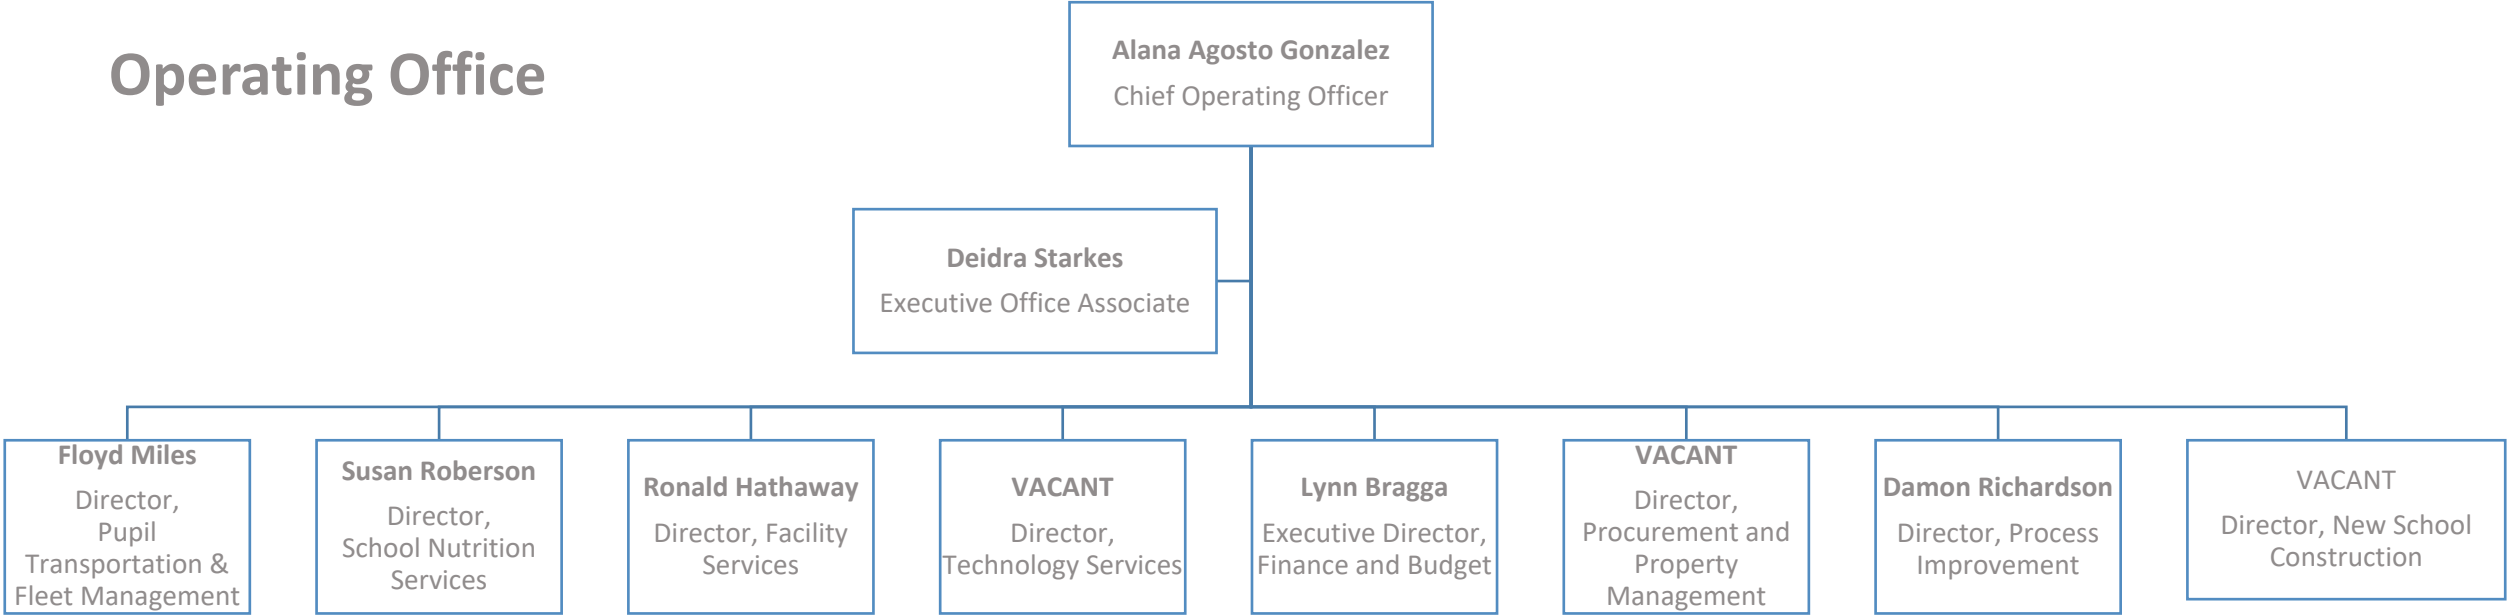 Operating Office
Alana Agosto Gonzalez
Chief Operating Officer
Deidra Starkes
Executive Office Associate
Floyd Miles
Director,
Pupil
Transportation &
Fleet Management
Susan Roberson
Director,
School Nutrition
Services
Ronald Hathaway
Director, Facility
Services
VACANT
Director,
Technology Services
Lynn Bragga
Executive Director,
Finance and Budget
VACANT
Director,
Procurement and
Property
Management
Damon Richardson
Director, Process
Improvement
VACANT
Director, New School
Construction